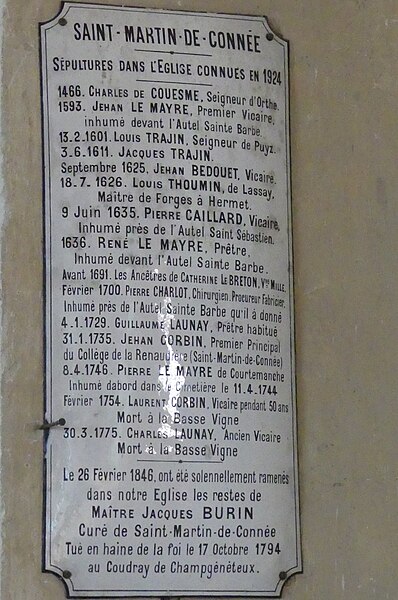 SAINT-MARTIN-DE-CONNÉE
SÉPULTURES DANS L'EGLISE CONNUES EN 1924
1466. CHARLES DE COUESME, Seigneur d'Orthe.
1593. JEHAN LE MAYRE, Premier Vicaire,
inhumé devant l'Autel Sainte Barbe.
13.2.1601. LOUIS TRAJIN, Seigneur de Puyz.
3.6.1611. JACQUES TRAJIN.
Septembre 1625. JEHAN BEDOUET, Vicaire.
18.7.1626. LOUIS THOUMIN, de Lassay,
Maître de Forges à Hermet.
9 Juin 1635. PIERRE CAILLARD, Vicaire,
Inhumé près de l'Autel Saint Sébastien.
1636. RENÉ LE MAYRE, Prêtre,
Inhumé devant l'Autel Sainte Barbe.
Avant 1691. Les Ancêtres de CATHERINE LE BRETON, Vve MILLE.
Février 1700. PIERRE CHARLOT, Chirurgien, Procureur Fabricier,
Inhumé près de l'Autel Sainte Barbe qu'il a donné
4.1.1729. GUILLAUME LAUNAY, Prêtre habitué
31.1.1735. JEHAN CORBIN, Premier Principal
du Collège de la Renaudière (Saint-Martin-de-Connée)
8.4.1746. PIERRE LE MAYRE de Courtemanche
Inhumé dabord dans le Cimetière le 11.4.1744
Février 1754. LAURENT CORBIN, Vicaire pendant 50 ans
Mort à la Basse Vigne
30.3.1775. CHARLES LAUNAY, Ancien Vicaire
Mort à la Basse Vigne
Le 26 Février 1846, ont été solennellement ramenés
dans notre Eglise les restes de
MAÎTRE JACQUES BURIN
Curé de Saint-Martin-de-Connée
Tué en haine de la foi le 17 Octobre 1794
au Coudray de Champgénéteux.